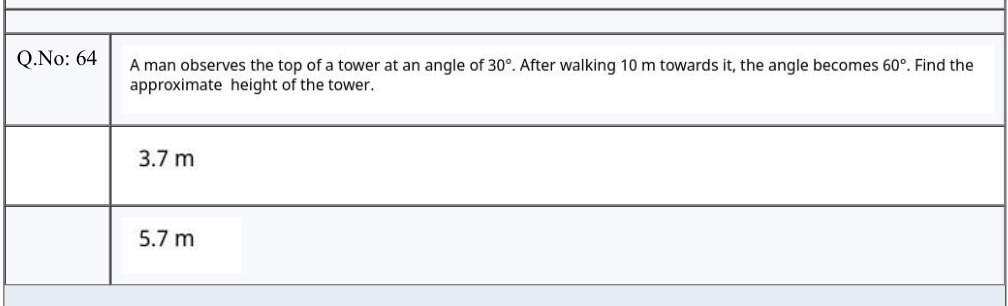 Q.No: 64
A man observes the top of a tower at an angle of 30°. After walking 10 m towards it, the angle becomes 60°. Find the
approximate height of the tower.
3.7 m
5.7 m